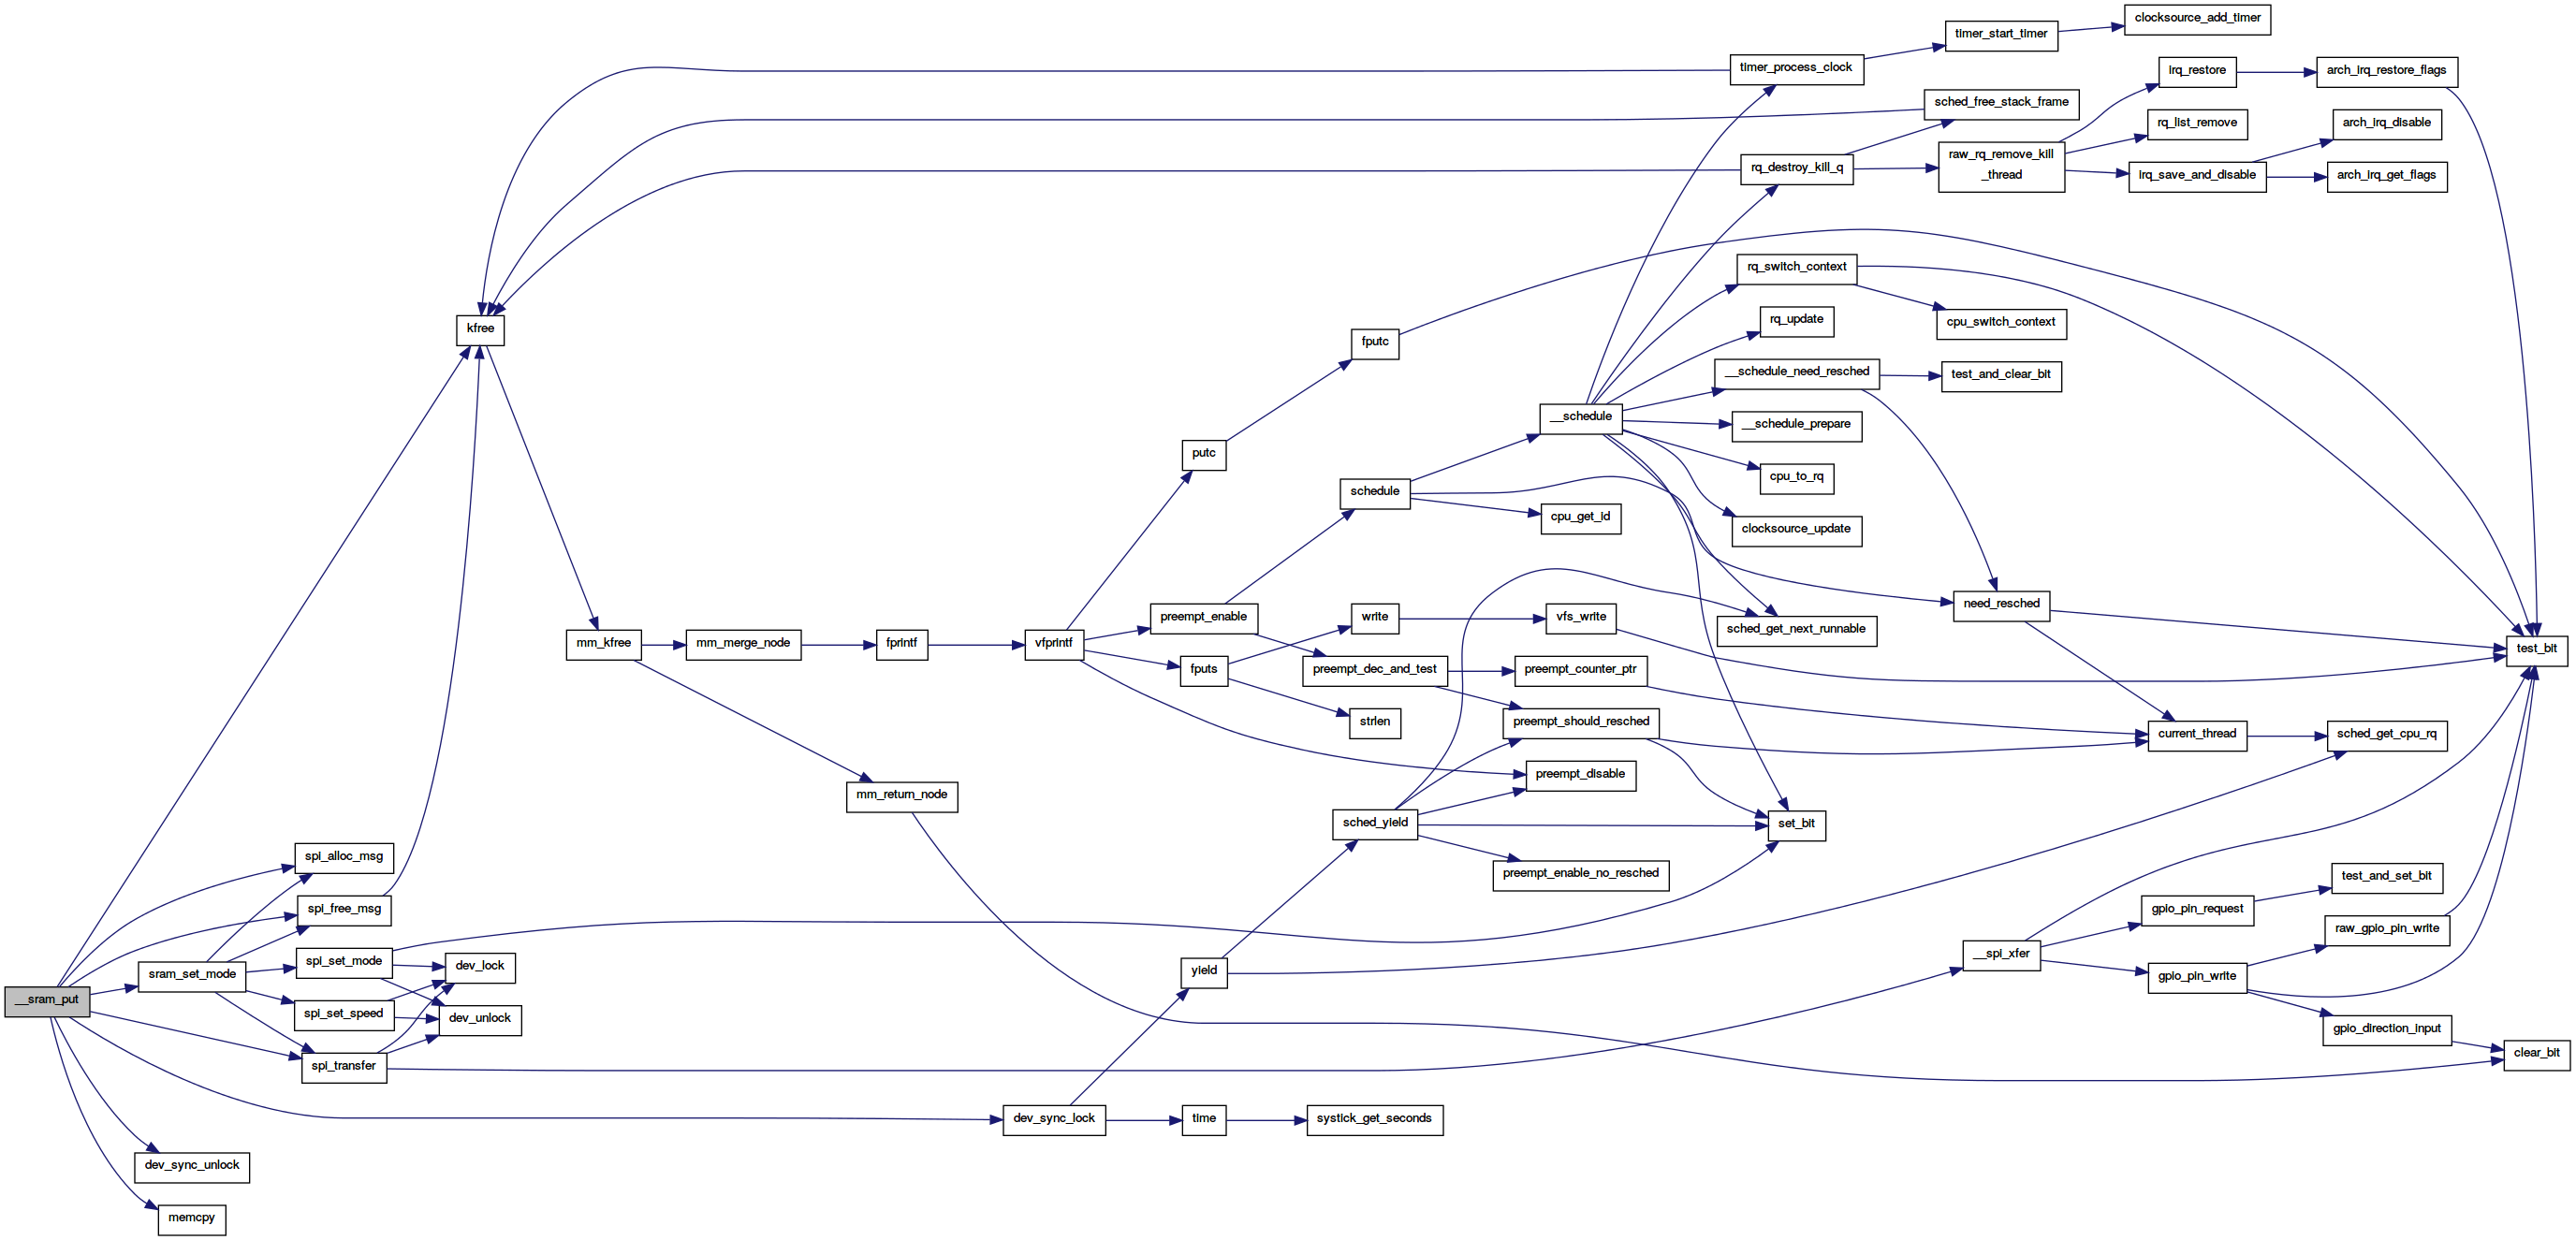 clocksource_add_timer
timer_start_timer
timer_process_clock
irq_restore
arch_irq_restore_flags
sched_free_stack_frame
rq_list_remove
arch_irq_disable
rq_destroy_kill_q
raw_rq_remove_kill
_thread
irq_save_and_disable
arch_irq_get_flags
rq_switch_context
cpu_switch_context
rq_update
kfree
fputc
__schedule_need_resched
test_and_clear_bit
__schedule
__schedule_prepare
putc
cpu_to_rq
schedule
cpu_get_id
clocksource_update
need_resched
preempt_enable
write
vfs_write
sched_get_next_runnable
mm_kfree
mm_merge_node
fprintf
vfprintf
test_bit
fputs
preempt_dec_and_test
preempt_counter_ptr
strlen
preempt_should_resched
current_thread
sched_get_cpu_rq
preempt_disable
mm_return_node
sched_yield
set_bit
spi_alloc_msg
preempt_enable_no_resched
test_and_set_bit
spi_free_msg
gpio_pin_request
raw_gpio_pin_write
spi_set_mode
dev_lock
__spi_xfer
sram_set_mode
yield
gpio_pin_write
__sram_put
spi_set_speed
dev_unlock
gpio_direction_input
clear_bit
spi_transfer
dev_sync_lock
time
systick_get_seconds
dev_sync_unlock
memcpy